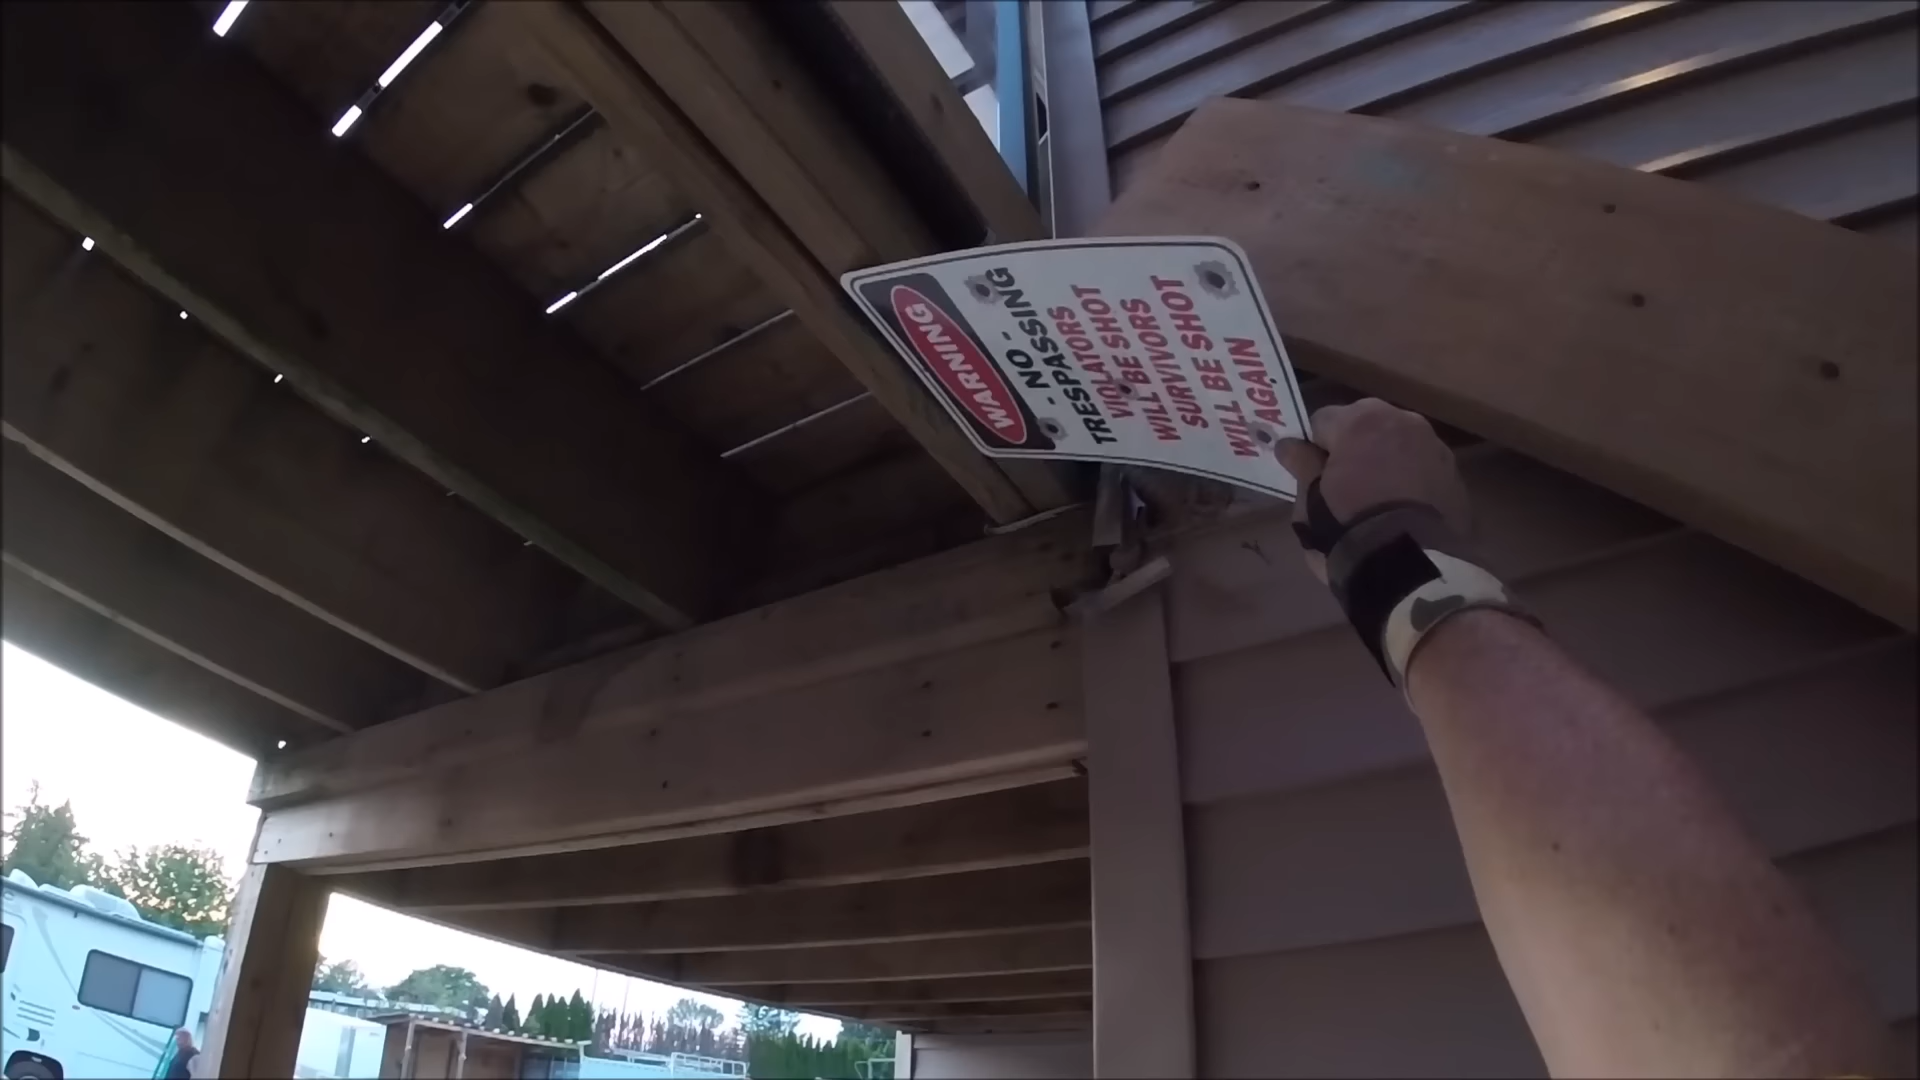 WARNING
- NO -
TRESPASSING
VIOLATORS
WILL BE SHOT
SURVIVORS
WILL BE SHOT
AGAIN